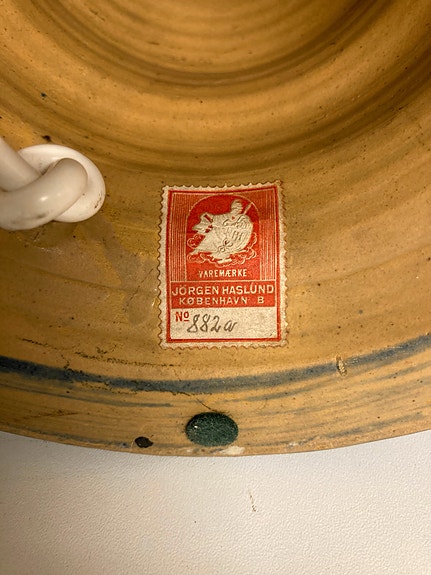 VAREMÆRKE
JÖRGEN HASLUND
KØBENHAVN B
Nº 882a